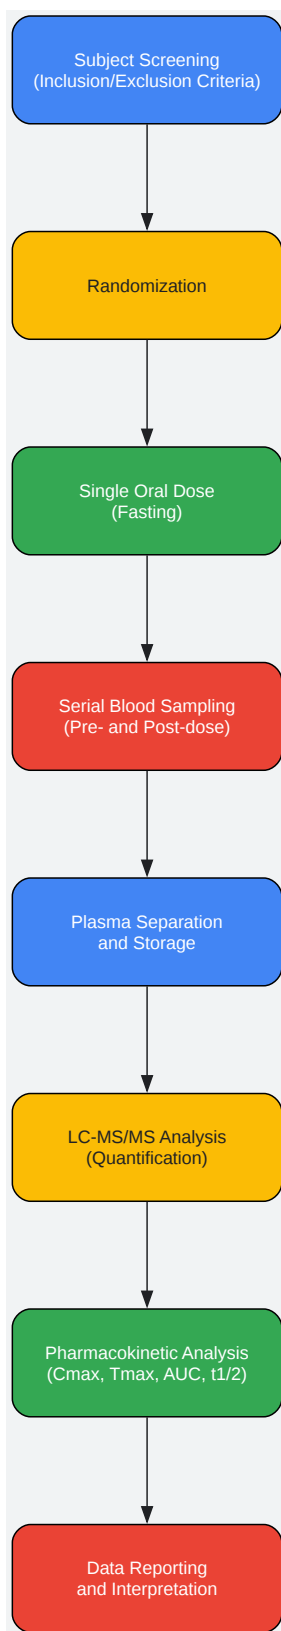 Subject Screening
(Inclusion/Exclusion Criteria)
Randomization
Single Oral Dose
(Fasting)
Serial Blood Sampling
(Pre- and Post-dose)
Plasma Separation
and Storage
LC-MS/MS Analysis
(Quantification)
Pharmacokinetic Analysis
(Cmax, Tmax, AUC, t1/2)
Data Reporting
and Interpretation